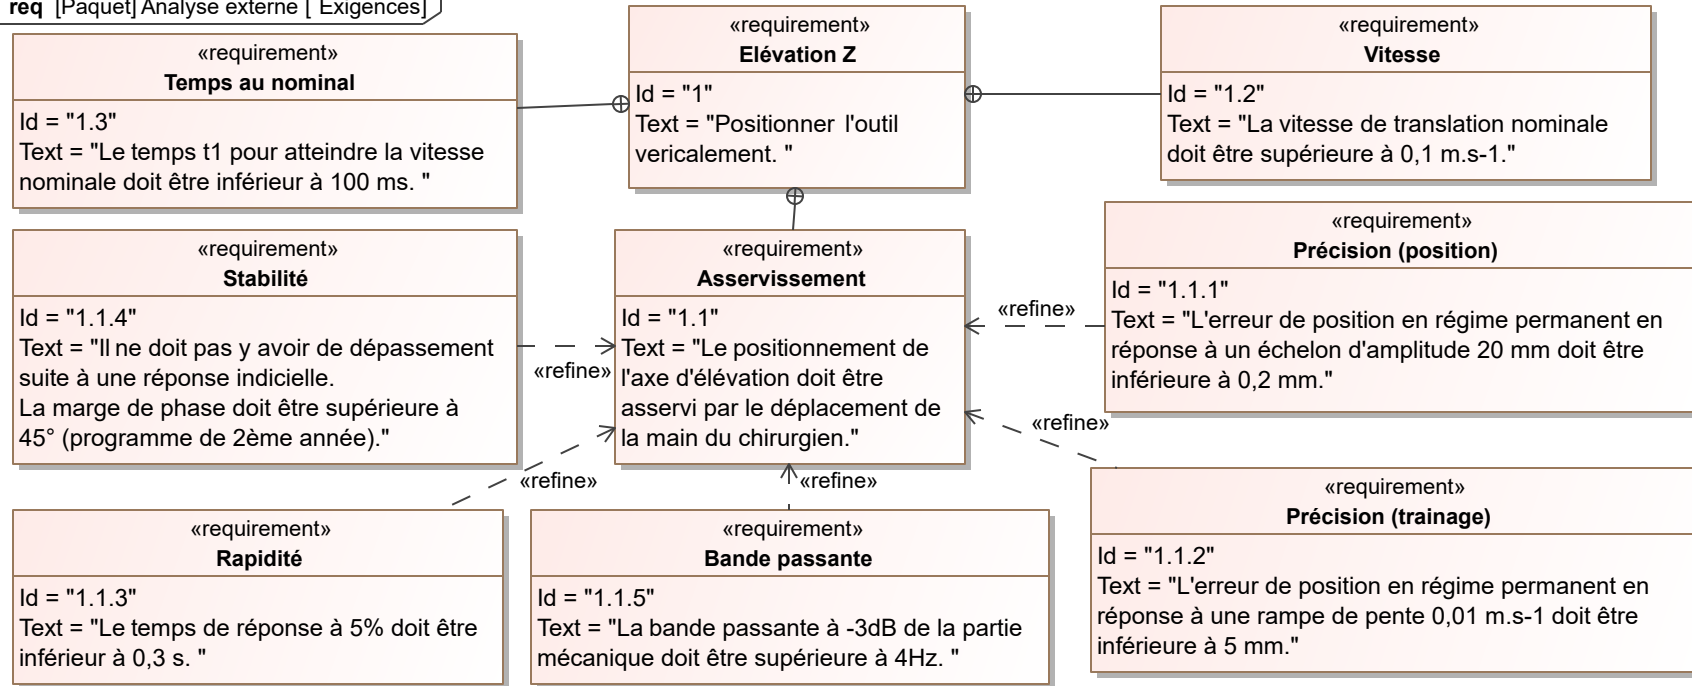 req [Paquet] Analyse externe [ Exigences]
«requirement»
Temps au nominal
Id = "1.3"
Text = "Le temps t1 pour atteindre la vitesse
nominale doit être inférieur à 100 ms. "
«requirement»
Elévation Z
Id = "1"
Text = "Positionner l'outil
vericalement. "
«requirement»
Vitesse
Id = "1.2"
Text = "La vitesse de translation nominale
doit être supérieure à 0,1 m.s-1."
«requirement»
Stabilité
Id = "1.1.4"
Text = "Il ne doit pas y avoir de dépassement
suite à une réponse indicielle.
La marge de phase doit être supérieure à
45° (programme de 2ème année)."
«refine»
«requirement»
Asservissement
Id = "1.1"
Text = "Le positionnement de
l'axe d'élévation doit être
asservi par le déplacement de
la main du chirurgien."
«refine»
«requirement»
Précision (position)
Id = "1.1.1"
Text = "L'erreur de position en régime permanent en
réponse à un échelon d'amplitude 20 mm doit être
inférieure à 0,2 mm."
«refine»
«refine»
«refine»
«requirement»
Rapidité
Id = "1.1.3"
Text = "Le temps de réponse à 5% doit être
inférieur à 0,3 s. "
«requirement»
Bande passante
Id = "1.1.5"
Text = "La bande passante à -3dB de la partie
mécanique doit être supérieure à 4Hz. "
«requirement»
Précision (trainage)
Id = "1.1.2"
Text = "L'erreur de position en régime permanent en
réponse à une rampe de pente 0,01 m.s-1 doit être
inférieure à 5 mm."